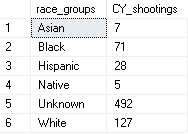 race_groups CY_shootings
1 Asian 7
2 Black 71
3 Hispanic 28
4 Native 5
5 Unknown 492
6 White 127